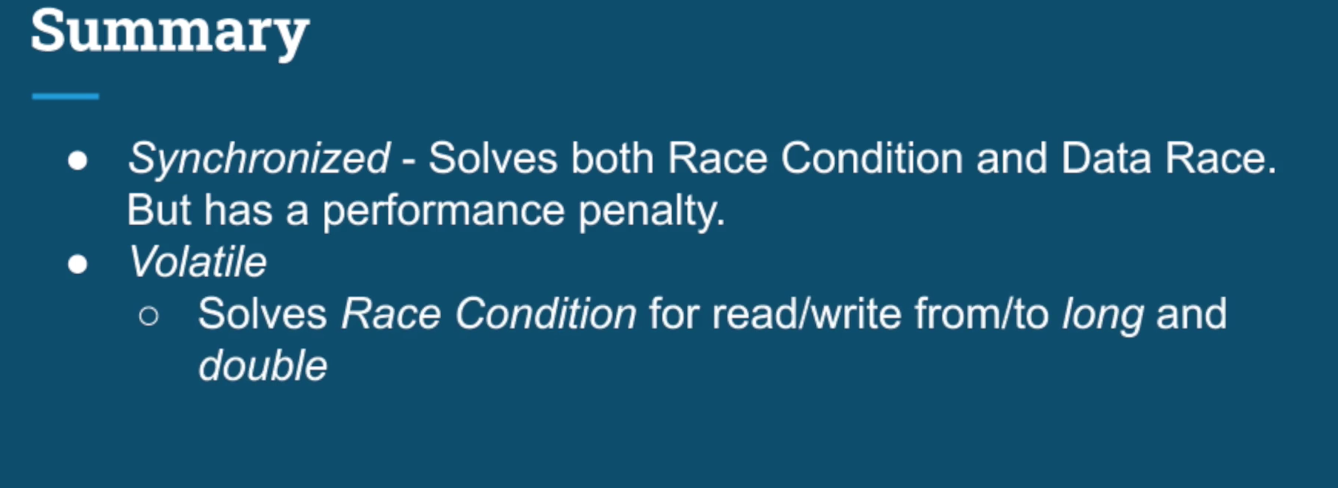 Summary
● Synchronized - Solves both Race Condition and Data Race.
But has a performance penalty.
● Volatile
○ Solves Race Condition for read/write from/to long and
double